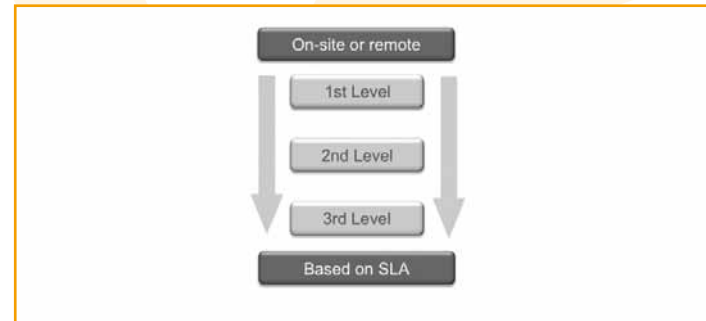 On-site or remote
1st Level
2nd Level
3rd Level
Based on SLA